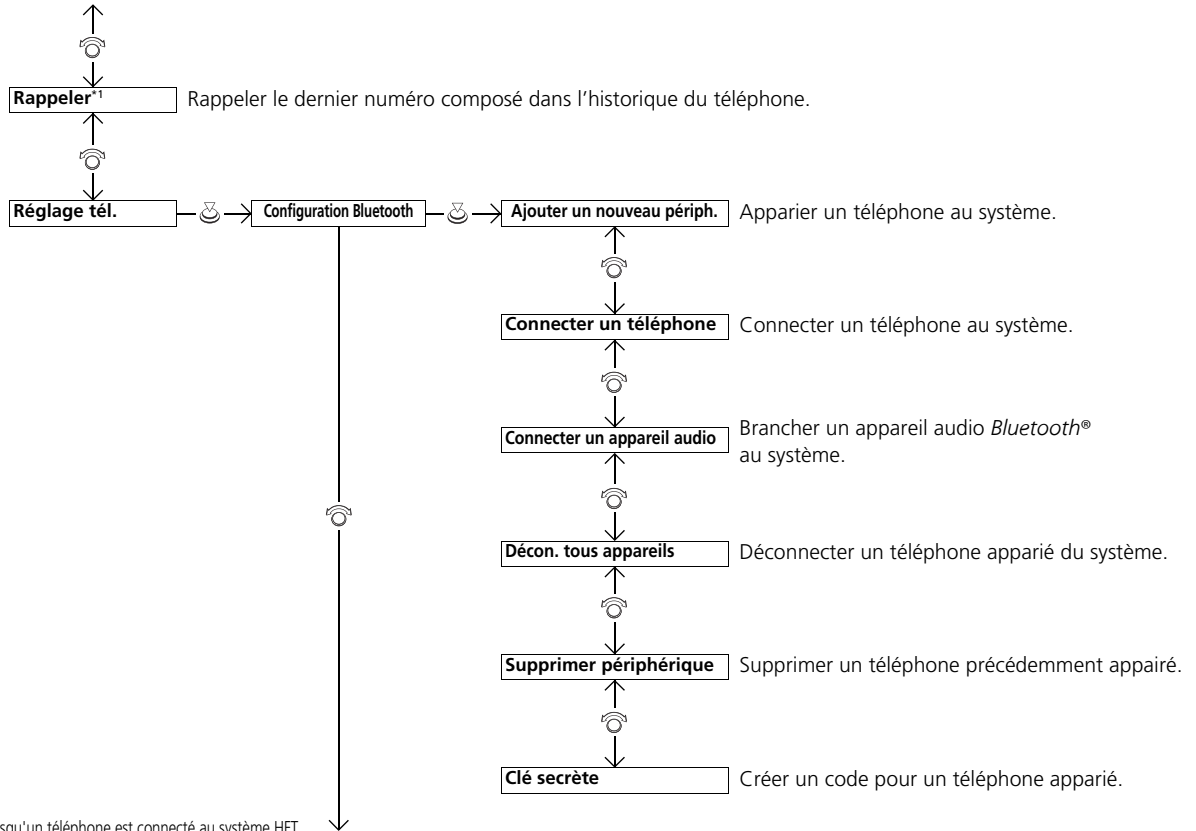 Rappeler*1 Rappeler le dernier numéro composé dans l'historique du téléphone.
Réglage tél. Configuration Bluetooth Ajouter un nouveau périph. Apparier un téléphone au système.
Connecter un téléphone Connecter un téléphone au système.
Connecter un appareil audio Brancher un appareil audio Bluetooth®
au système.
Décon. tous appareils Déconnecter un téléphone apparié du système.
Supprimer périphérique Supprimer un téléphone précédemment appairé.
Clé secrète Créer un code pour un téléphone apparié.
un téléphone est connecté au système HFT